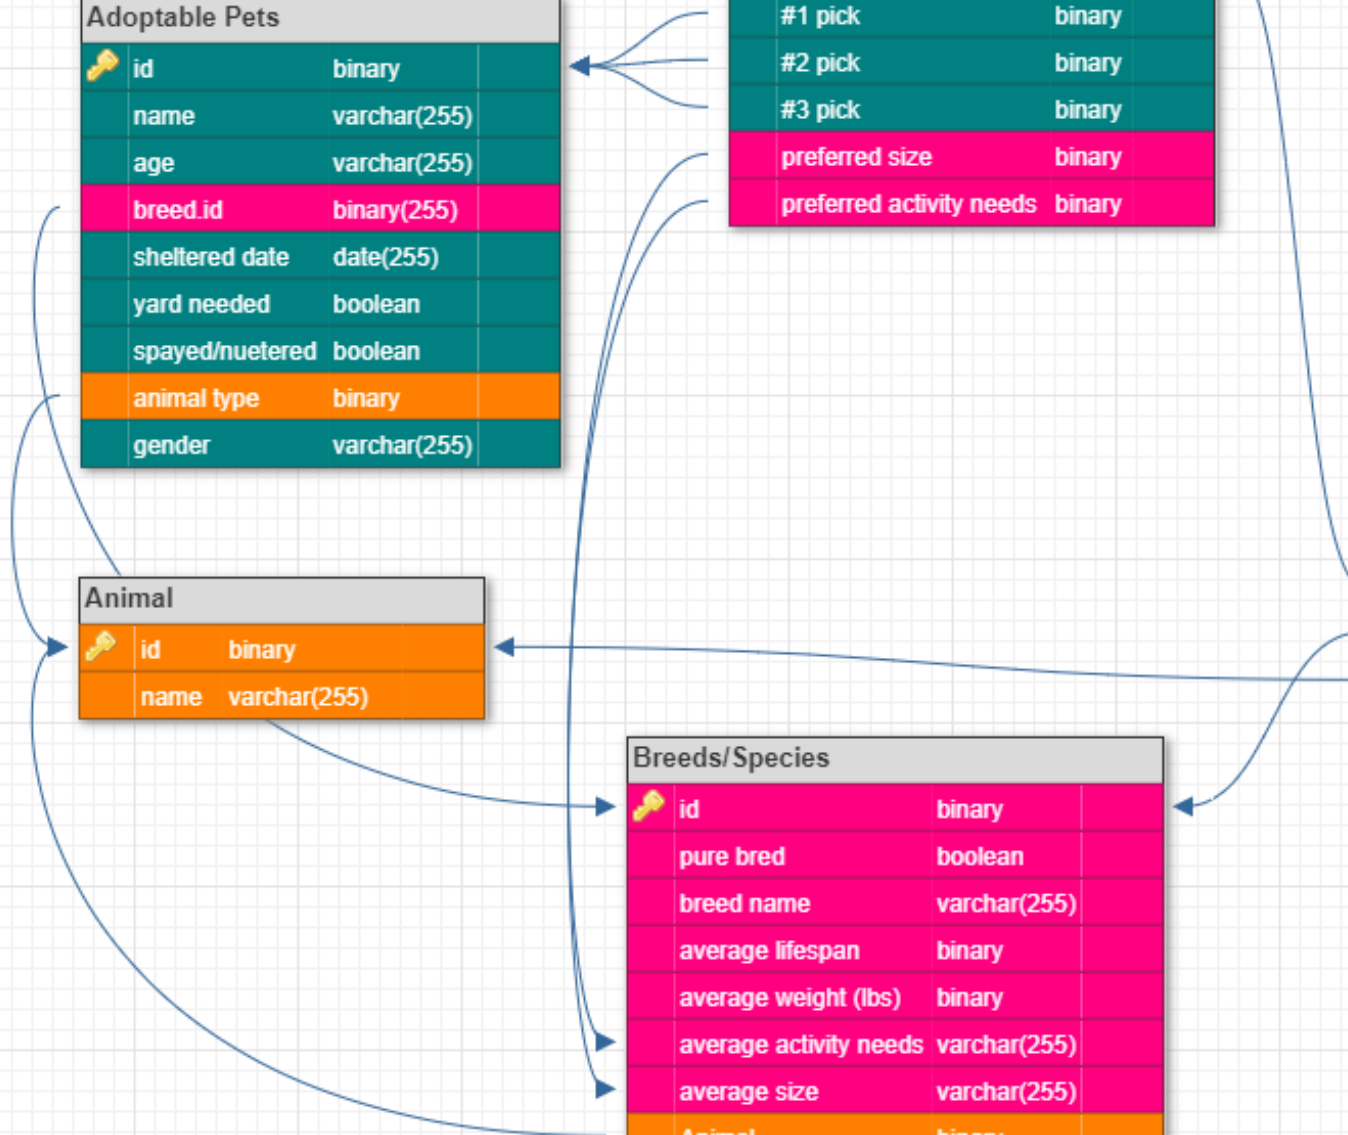 Adoptable Pets
id binary
name varchar(255)
age varchar(255)
breed.id binary(255)
sheltered date date(255)
yard needed boolean
spayed/nuetered boolean
animal type binary
gender varchar(255)
#1 pick binary
#2 pick binary
#3 pick binary
preferred size binary
preferred activity needs binary
Animal
id binary
name varchar(255)
Breeds/Species
id binary
pure bred boolean
breed name varchar(255)
average lifespan binary
average weight (lbs) binary
average activity needs varchar(255)
average size varchar(255)
Animal binary